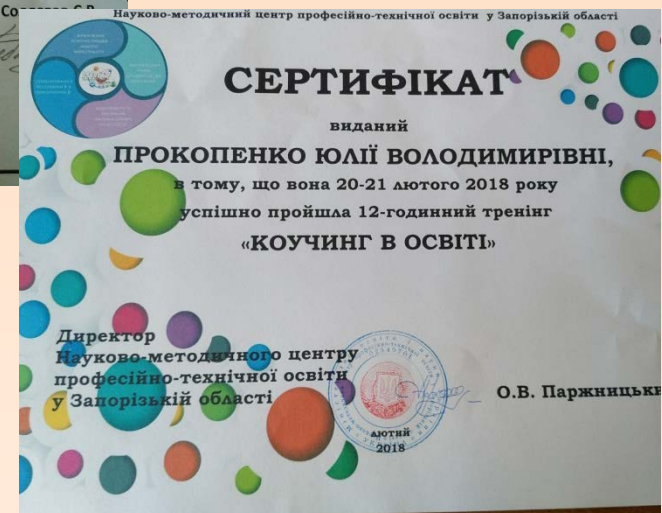 Науково-методичний центр професійно-технічної освіти у Запорізькій області
СЕРТИФІКАТ
виданий
ПРОКОПЕНКО ЮЛІЇ ВОЛОДИМИРІВНІ,
в тому, що вона 20-21 лютого 2018 року
успішно пройшла 12-годинний тренінг
«КОУЧИНГ В ОСВІТІ»
Директор
Науково-методичного центру
професійно-технічної освіти
у Запорізькій області
О.В. Паржницьки
лютий
2018